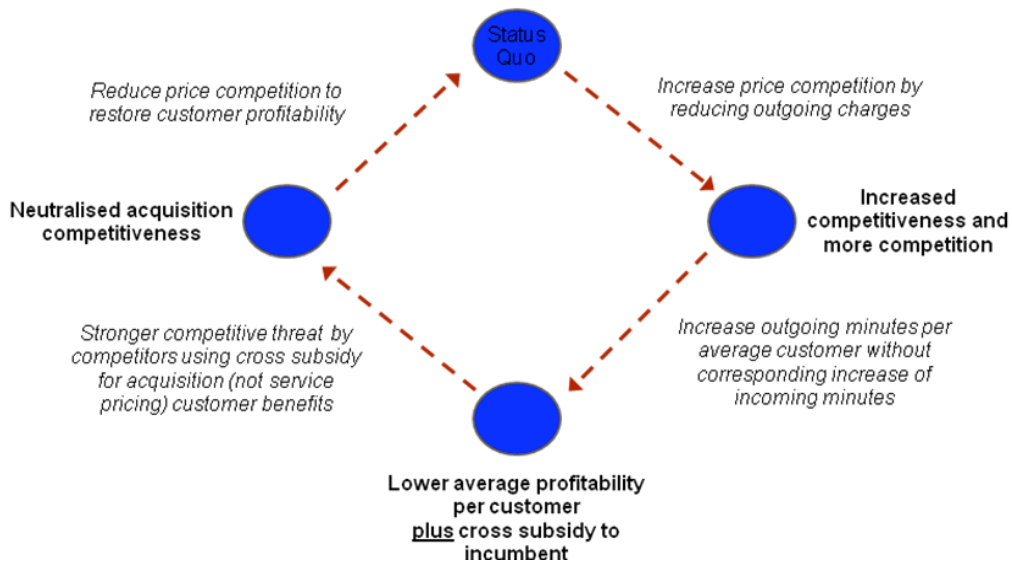 Status
Quo
Reduce price competition to
restore customer profitability
Increase price competition by
reducing outgoing charges
Neutralised acquisition
competitiveness
Increased
competitiveness and
more competition
Stronger competitive threat by
competitors using cross subsidy
for acquisition (not service
pricing) customer benefits
Increase outgoing minutes per
average customer without
corresponding increase of
incoming minutes
Lower average profitability
per customer
plus cross subsidy to
incumbent